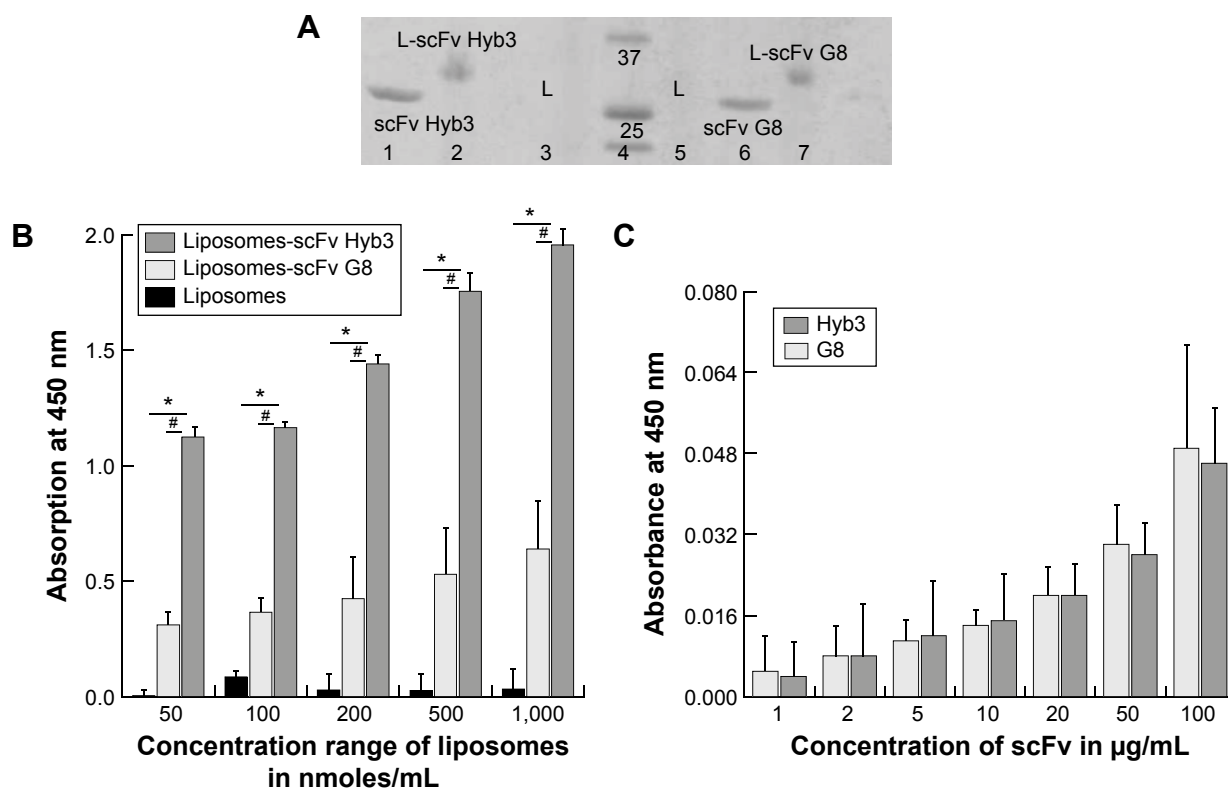 A
L-scFv Hyb3
37
L-scFv G8
L
L
scFv Hyb3
25
scFv G8
1 2 3 4 5 6 7
B
Liposomes-scFv Hyb3
Liposomes-scFv G8
Liposomes
Absorption at 450 nm
2.0
1.5
1.0
0.5
0.0
* # * # * # * # * #
50 100 200 500 1,000
Concentration range of liposomes
in nmoles/mL
C
Hyb3
G8
Absorbance at 450 nm
0.080
0.064
0.048
0.032
0.016
0.000
1 2 5 10 20 50 100
Concentration of scFv in µg/mL